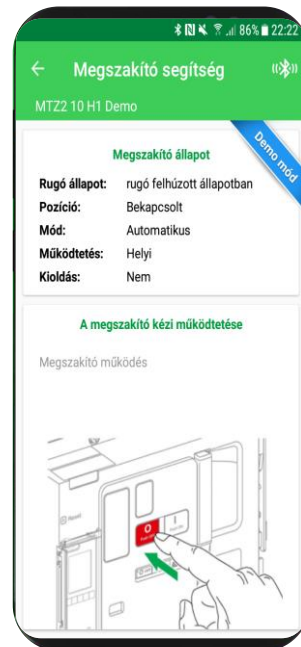 86% 22:22
Megszakító segítség
MTZ2 10 H1 Demo
Demo mód
Megszakító állapot
Rugó állapot: rugó felhúzott állapotban
Pozíció: Bekapcsolt
Mód: Automatikus
Működtetés: Helyi
Kioldás: Nem
A megszakító kézi működtetése
Megszakító működés